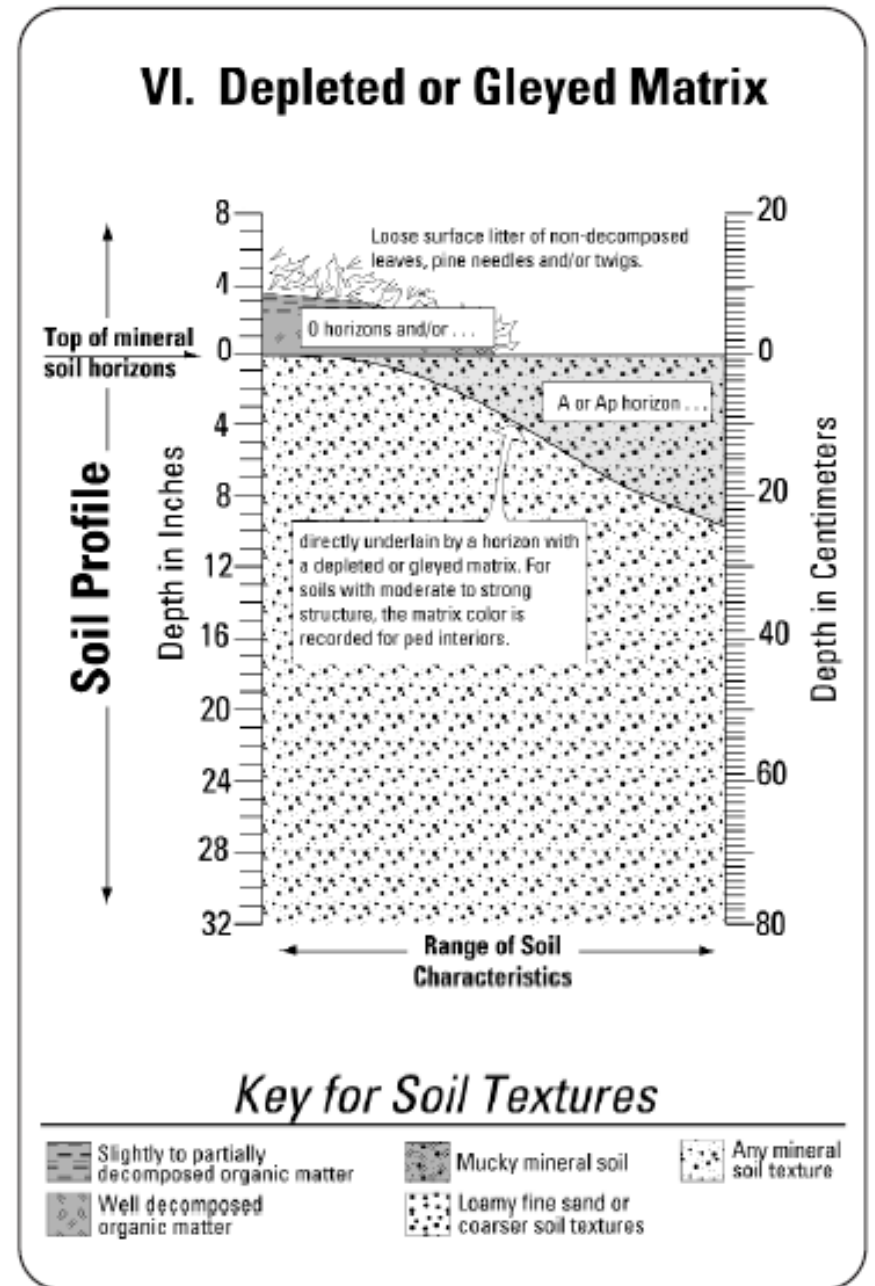 VI. Depleted or Gleyed Matrix
8
4
0
4
8
12
16
20
24
28
32
20
0
20
40
60
80
Loose surface litter of non-decomposed
leaves, pine needles and/or twigs.
O horizons and/or . . .
Top of mineral
soil horizons
A or Ap horizon . . .
Soil Profile
Depth in Inches
Depth in Centimeters
directly underlain by a horizon with
a depleted or gleyed matrix. For
soils with moderate to strong
structure, the matrix color is
recorded for ped interiors.
Range of Soil
Characteristics
Key for Soil Textures
Slightly to partially
decomposed organic matter
Well decomposed
organic matter
Mucky mineral soil
Loamy fine sand or
coarser soil textures
Any mineral
soil texture